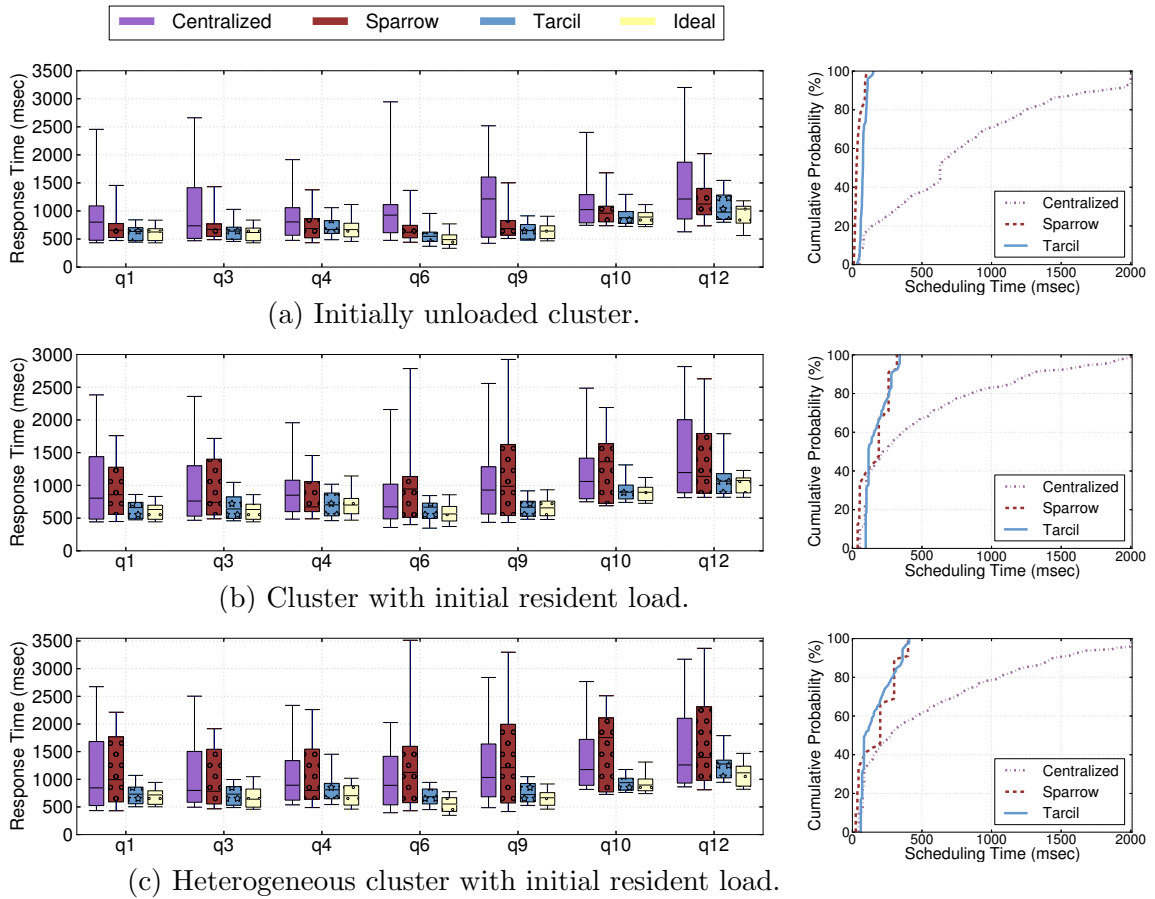 Centralized Sparrow Tarcil Ideal
3500
3000
2500
2000
1500
1000
500
0
Response Time (msec)
q1 q3 q4 q6 q9 q10 q12
100
80
60
40
20
0
Cumulative Probability (%)
Centralized
Sparrow
Tarcil
0 500 1000 1500 2000
Scheduling Time (msec)
(a) Initially unloaded cluster.
3000
2500
2000
1500
1000
500
0
Response Time (msec)
q1 q3 q4 q6 q9 q10 q12
100
80
60
40
20
0
Cumulative Probability (%)
Centralized
Sparrow
Tarcil
0 500 1000 1500 2000
Scheduling Time (msec)
(b) Cluster with initial resident load.
3500
3000
2500
2000
1500
1000
500
0
Response Time (msec)
q1 q3 q4 q6 q9 q10 q12
100
80
60
40
20
0
Cumulative Probability (%)
Centralized
Sparrow
Tarcil
0 500 1000 1500 2000
Scheduling Time (msec)
(c) Heterogeneous cluster with initial resident load.